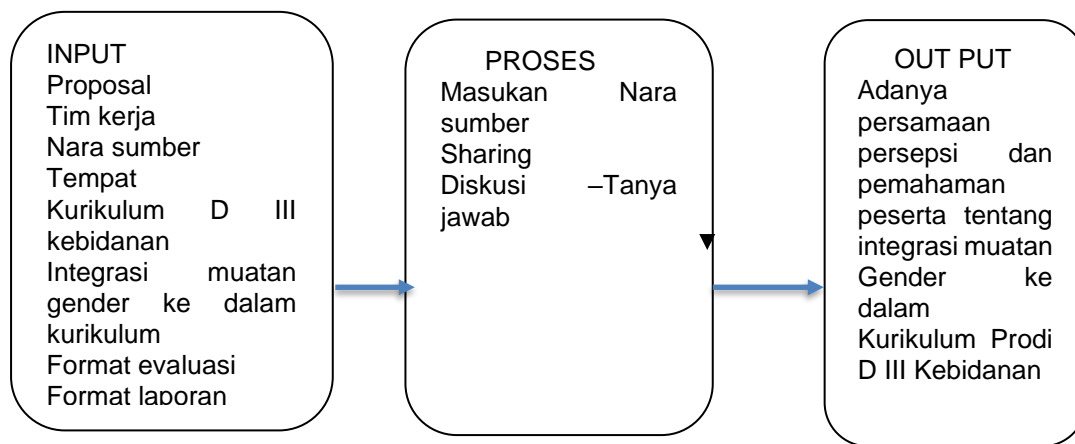 INPUT
Proposal
Tim kerja
Nara sumber
Tempat
Kurikulum D III
kebidanan
Integrasi muatan
gender ke dalam
kurikulum
Format evaluasi
Format laporan
PROSES
Masukan Nara
sumber
Sharing
Diskusi –Tanya
jawab
OUT PUT
Adanya
persamaan
persepsi dan
pemahaman
peserta tentang
integrasi muatan
Gender ke
dalam
Kurikulum Prodi
D III Kebidanan